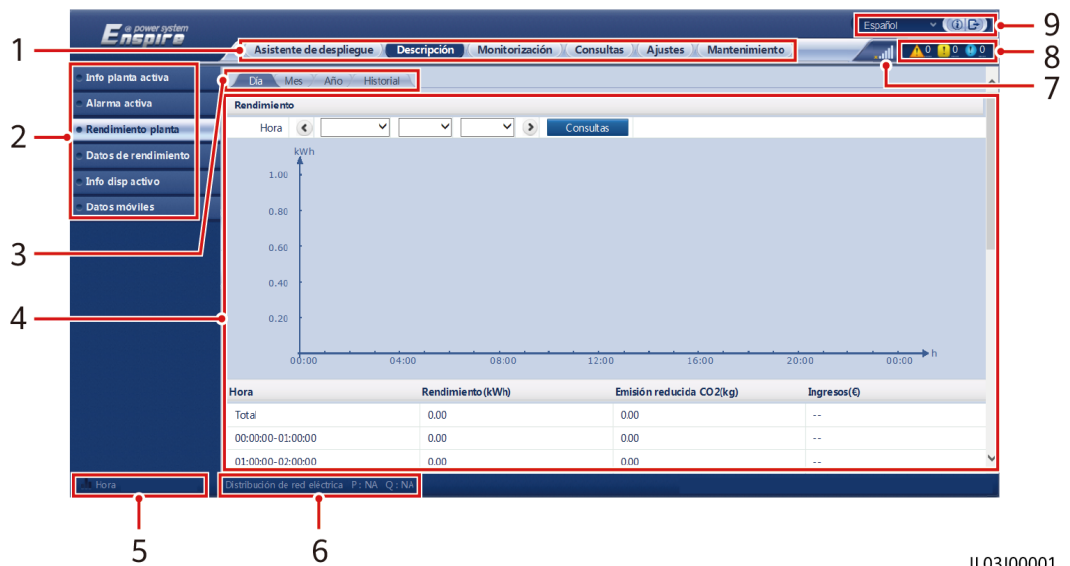 e power system
Enspire
Español
9
1
Asistente de despliegue Descripción Monitorización Consultas Ajustes Mantenimiento
0 0 0
8
7
Info planta activa
Alarma activa
Rendimiento planta
Datos de rendimiento
Info disp activo
Datos móviles
2
3
4
Día Mes Año Historial
Rendimiento
Hora Consultas
kWh
1.00
0.80
0.60
0.40
0.20
00:00 04:00 08:00 12:00 16:00 20:00 00:00 h
Hora Rendimiento(kWh) Emisión reducida CO2(kg) Ingresos(€)
Total 0.00 0.00 --
00:00:00-01:00:00 0.00 0.00 --
01:00:00-02:00:00 0.00 0.00 --
Hora
Distribución de red eléctrica P: NA Q: NA
5
6
IL03J00001